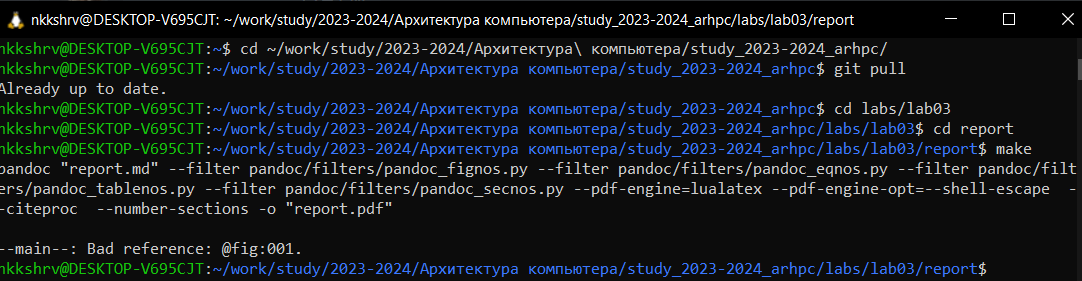 nkkshrv@DESKTOP-V695CJT: ~/work/study/2023-2024/Архитектура компьютера/study_2023-2024_arhpc/labs/lab03/report
nkkshrv@DESKTOP-V695CJT:~$ cd ~/work/study/2023-2024/Архитектура\ компьютера/study_2023-2024_arhpc/
nkkshrv@DESKTOP-V695CJT:~/work/study/2023-2024/Архитектура компьютера/study_2023-2024_arhpc$ git pull
Already up to date.
nkkshrv@DESKTOP-V695CJT:~/work/study/2023-2024/Архитектура компьютера/study_2023-2024_arhpc$ cd labs/lab03
nkkshrv@DESKTOP-V695CJT:~/work/study/2023-2024/Архитектура компьютера/study_2023-2024_arhpc/labs/lab03$ cd report
nkkshrv@DESKTOP-V695CJT:~/work/study/2023-2024/Архитектура компьютера/study_2023-2024_arhpc/labs/lab03/report$ make
pandoc "report.md" --filter pandoc/filters/pandoc_fignos.py --filter pandoc/filters/pandoc_eqnos.py --filter pandoc/filt
ers/pandoc_tablenos.py --filter pandoc/filters/pandoc_secnos.py --pdf-engine=lualatex --pdf-engine-opt=--shell-escape  -
-citeproc  --number-sections -o "report.pdf"
--main--: Bad reference: @fig:001.
nkkshrv@DESKTOP-V695CJT:~/work/study/2023-2024/Архитектура компьютера/study_2023-2024_arhpc/labs/lab03/report$